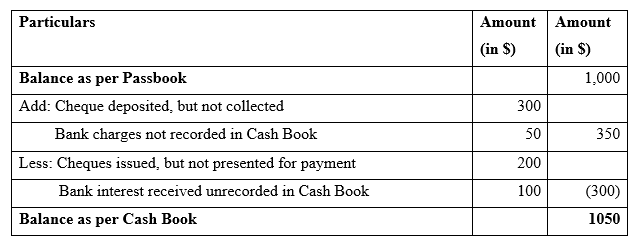 Particulars Amount (in $) Amount (in $)
Balance as per Passbook 1,000
Add: Cheque deposited, but not collected 300
Bank charges not recorded in Cash Book 50 350
Less: Cheques issued, but not presented for payment 200
Bank interest received unrecorded in Cash Book 100 (300)
Balance as per Cash Book 1050